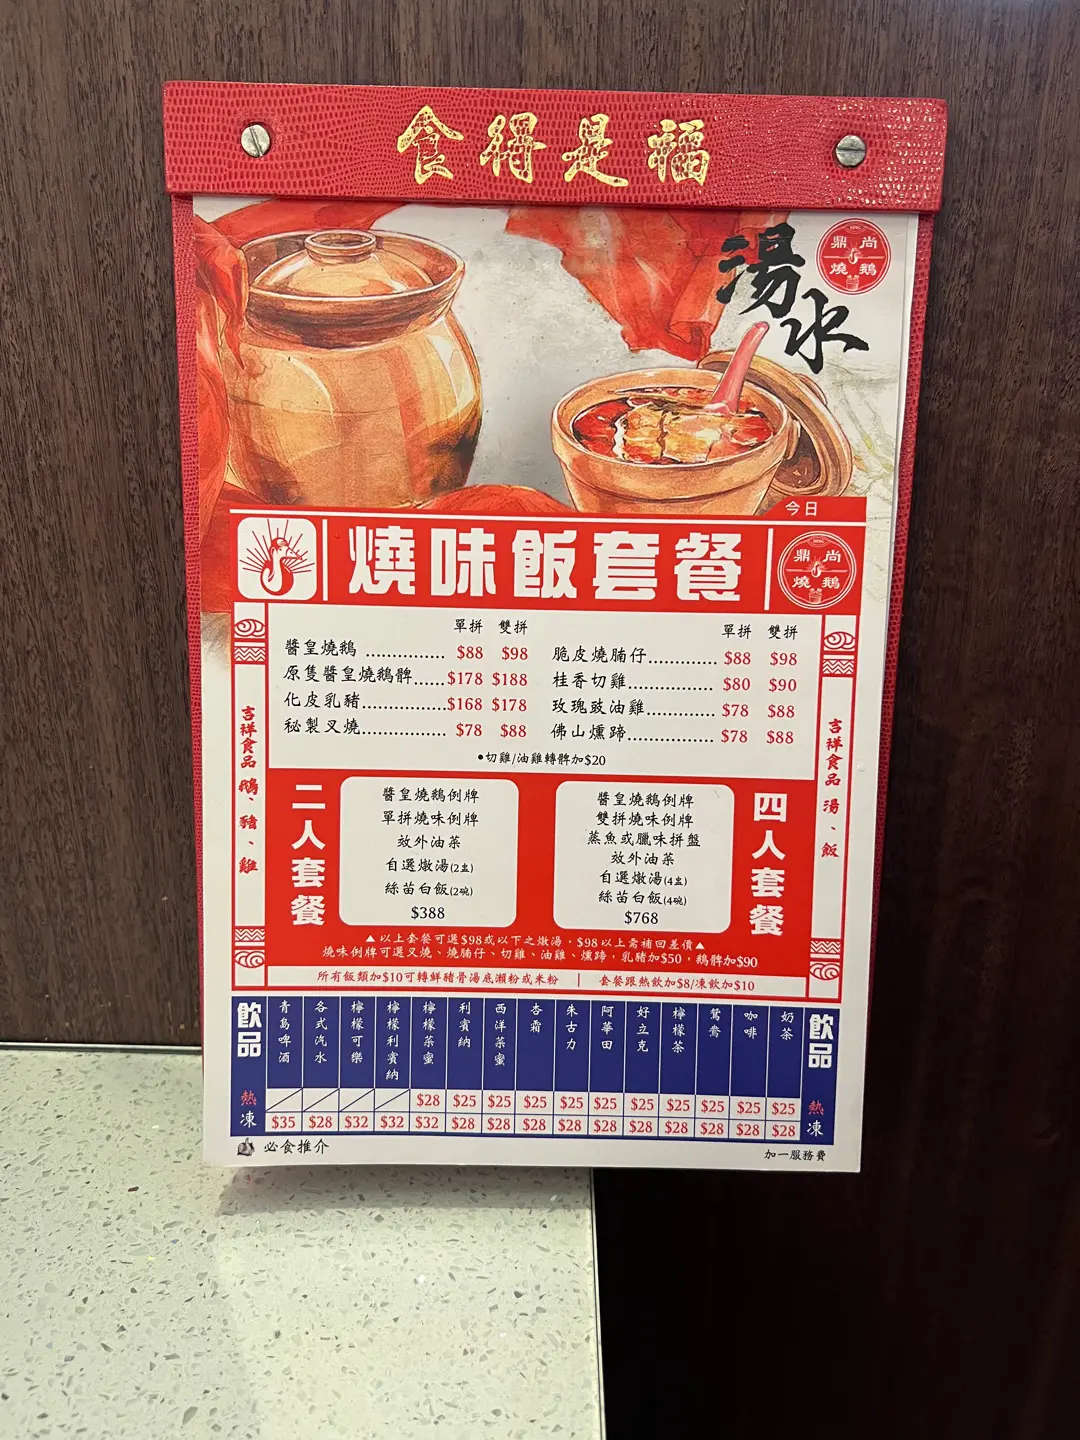 食得是福
湯水
鼎尚
燒鵝
今日
燒味飯套餐
鼎尚
燒鵝
單拼 雙拼
醬皇燒鵝 ................ $88 $98
原隻醬皇燒鵝髀......$178 $188
化皮乳豬.................$168 $178
秘製叉燒................. $78 $88
單拼 雙拼
脆皮燒腩仔.............. $88 $98
桂香切雞................... $80 $90
玫瑰豉油雞............... $78 $88
佛山燻蹄.................. $78 $88
•切雞/油雞轉髀加$20
吉祥食品 鵝、豬、雞
吉祥食品 湯、飯
二人套餐
醬皇燒鵝例牌
單拼燒味例牌
效外油菜
自選燉湯(2盅)
絲苗白飯(2碗)
$388
四人套餐
醬皇燒鵝例牌
雙拼燒味例牌
蒸魚或臘味拼盤
效外油菜
自選燉湯(4盅)
絲苗白飯(4碗)
$768
▲以上套餐可選$98或以下之燉湯，$98以上需補回差價▲
燒味例牌可選叉燒、燒腩仔、切雞、油雞、燻蹄，乳豬加$50，鵝髀加$90
所有飯類加$10可轉鮮豬骨湯底瀨粉或米粉 | 套餐跟熱飲加$8/凍飲加$10
飲品
青島啤酒
各式汽水
檸檬可樂
檸檬利賓納
檸檬茶蜜
利賓納
西洋菜蜜
杏霜
朱古力
阿華田
好立克
檸檬茶
鴛鴦
咖啡
奶茶
飲品
熱 $28 $25 $25 $25 $25 $25 $25 $25 $25 $25 $25 熱
凍 $35 $28 $32 $32 $32 $28 $28 $28 $28 $28 $28 $28 $28 $28 $28 凍
必食推介
加一服務費